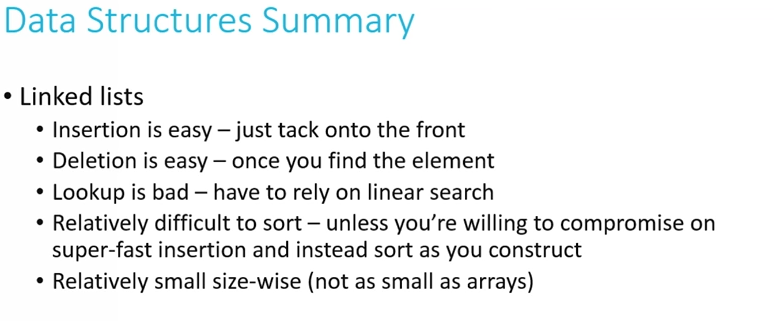 Data Structures Summary
• Linked lists
• Insertion is easy – just tack onto the front
• Deletion is easy – once you find the element
• Lookup is bad – have to rely on linear search
• Relatively difficult to sort – unless you’re willing to compromise on
super-fast insertion and instead sort as you construct
• Relatively small size-wise (not as small as arrays)